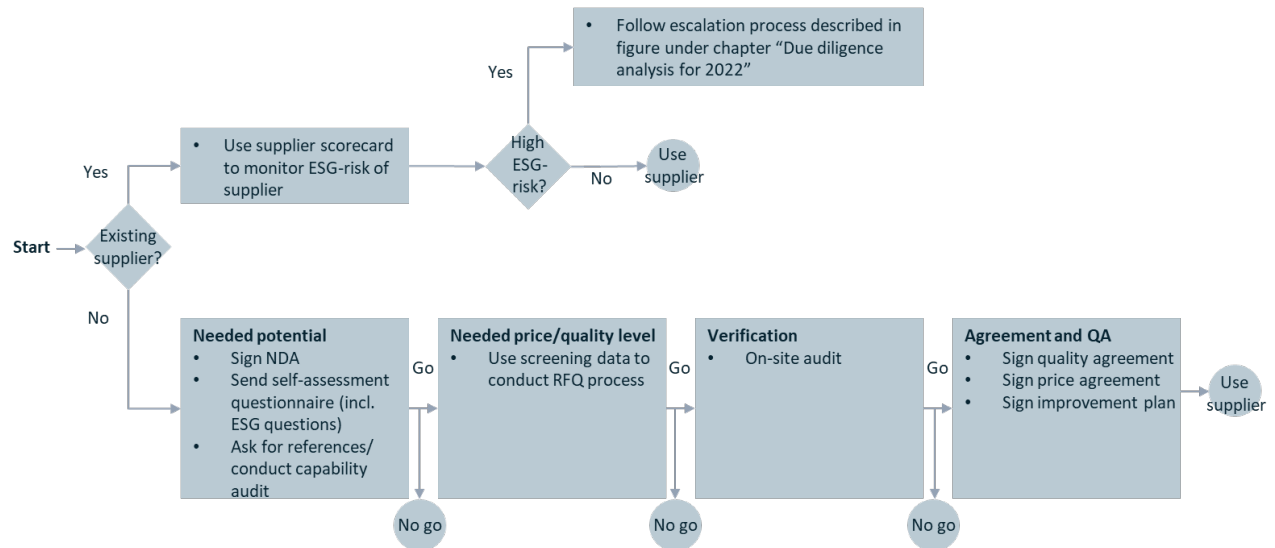 • Follow escalation process described in
figure under chapter “Due diligence
analysis for 2022”
Yes
• Use supplier scorecard
to monitor ESG-risk of
supplier
High
ESG-
risk?
Use
supplier
Yes
No
Existing
supplier?
Start
No
Needed potential
• Sign NDA
• Send self-assessment
questionnaire (incl.
ESG questions)
• Ask for references/
conduct capability
audit
Go
No go
Needed price/quality level
• Use screening data to
conduct RFQ process
Go
No go
Verification
• On-site audit
Go
No go
Agreement and QA
• Sign quality agreement
• Sign price agreement
• Sign improvement plan
Use
supplier